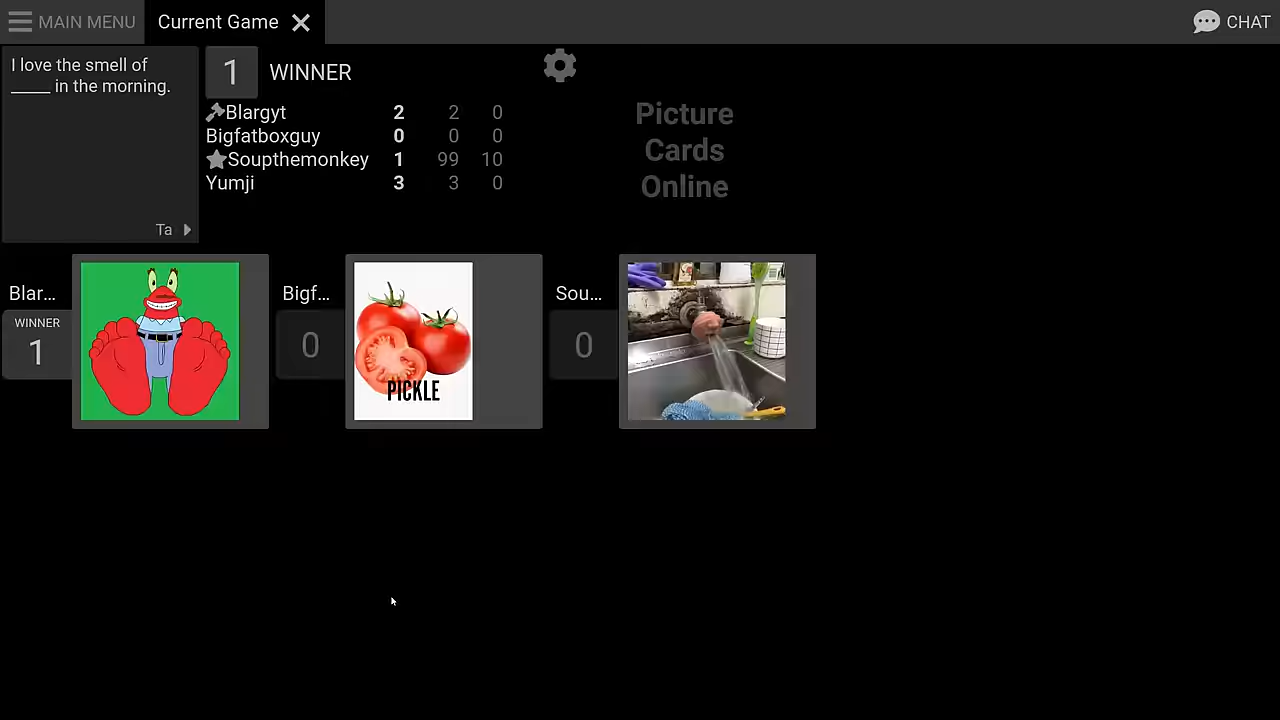 MAIN MENU
Current Game
CHAT
I love the smell of
_____ in the morning.
Ta
1 WINNER
Blargyt 2 2 0
Bigfatboxguy 0 0 0
Soupthemonkey 1 99 10
Yumji 3 3 0
Picture
Cards
Online
Blar...
WINNER
1
Bigf...
0
PICKLE
Sou...
0